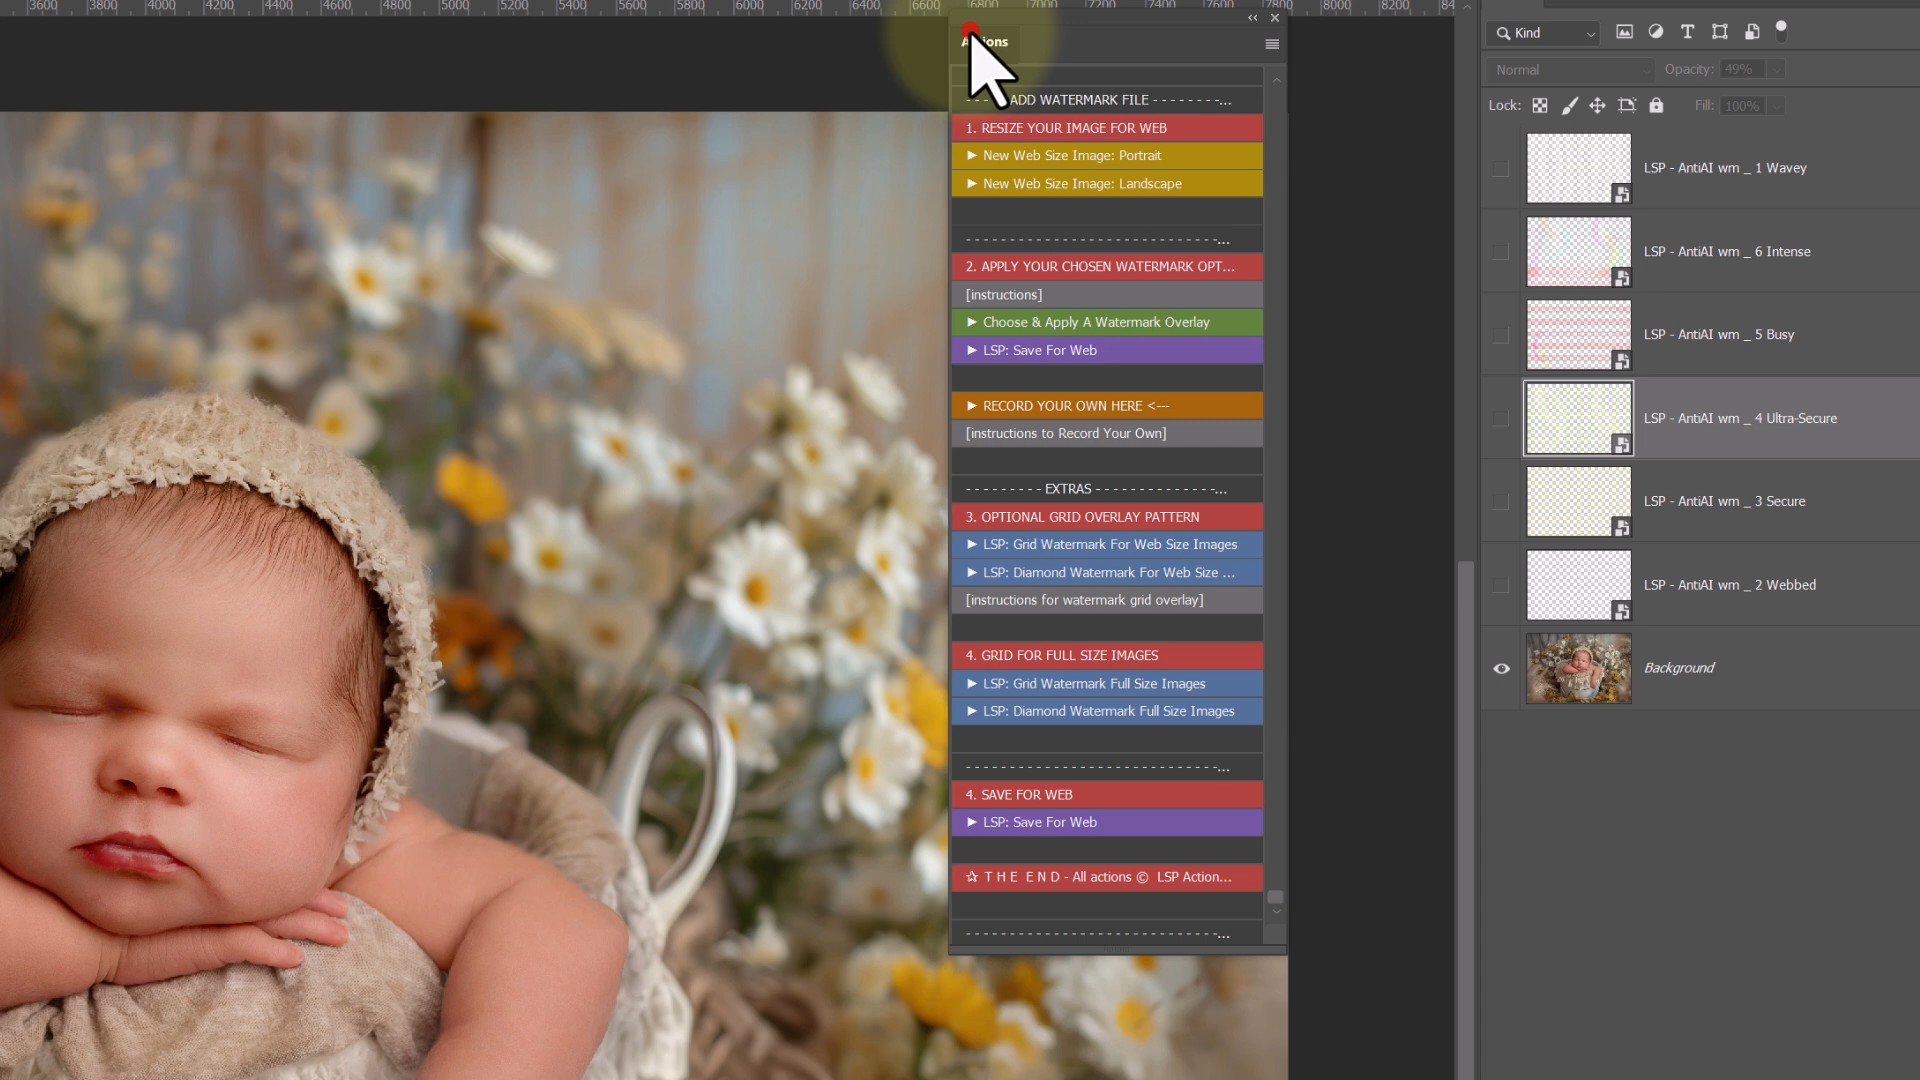 3600 3800 4000 4200 4400 4600 4800 5000 5200 5400 5600 5800 6000 6200 6400 6600 6800 7000 7200 7400 7600 7800 8000 8200 84
Actions
- - - ADD WATERMARK FILE - - - - - - - -...
1. RESIZE YOUR IMAGE FOR WEB
► New Web Size Image: Portrait
► New Web Size Image: Landscape
- - - - - - - - - - - - - - - - - - - - - - - - - - - - -...
2. APPLY YOUR CHOSEN WATERMARK OPT...
[instructions]
► Choose & Apply A Watermark Overlay
► LSP: Save For Web
► RECORD YOUR OWN HERE <---
[instructions to Record Your Own]
- - - - - - - - - EXTRAS - - - - - - - - - - - - - -...
3. OPTIONAL GRID OVERLAY PATTERN
► LSP: Grid Watermark For Web Size Images
► LSP: Diamond Watermark For Web Size ...
[instructions for watermark grid overlay]
4. GRID FOR FULL SIZE IMAGES
► LSP: Grid Watermark Full Size Images
► LSP: Diamond Watermark Full Size Images
- - - - - - - - - - - - - - - - - - - - - - - - - - - - -...
4. SAVE FOR WEB
► LSP: Save For Web
✰ T H E  E N D - All actions ©  LSP Action...
- - - - - - - - - - - - - - - - - - - - - - - - - - - - -...
Kind
Normal Opacity: 49%
Lock: Fill: 100%
LSP - AntiAI wm _ 1 Wavey
LSP - AntiAI wm _ 6 Intense
LSP - AntiAI wm _ 5 Busy
LSP - AntiAI wm _ 4 Ultra-Secure
LSP - AntiAI wm _ 3 Secure
LSP - AntiAI wm _ 2 Webbed
Background